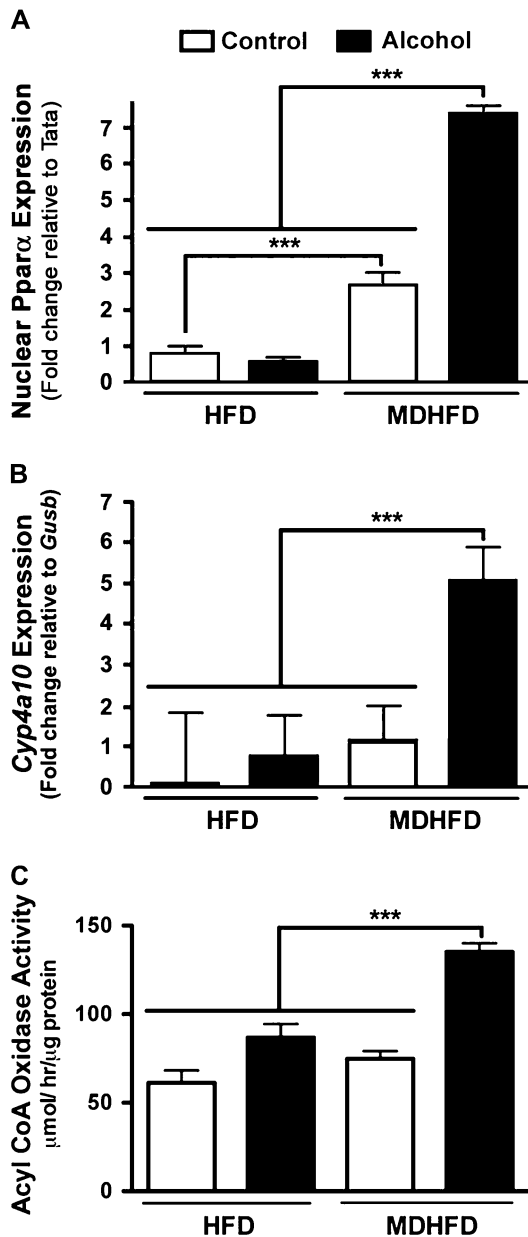 A
Control Alcohol
Nuclear Pparα Expression
(Fold change relative to Tata)
7
6
5
4
3
2
1
0
***
***
HFD MDHFD
B
Cyp4a10 Expression
(Fold change relative to Gusb)
7
6
5
4
3
2
1
0
***
HFD MDHFD
C
Acyl CoA Oxidase Activity
μmol/ hr/μg protein
150
100
50
0
***
HFD MDHFD